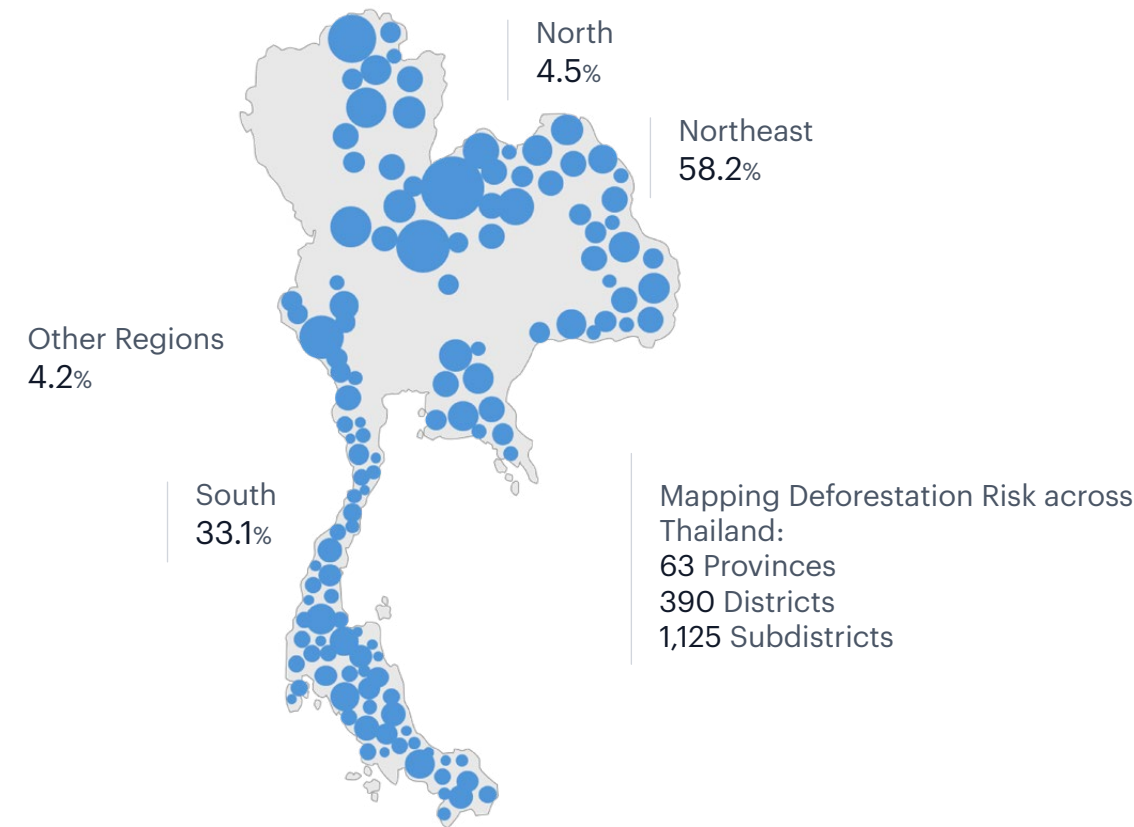 North
4.5%
Northeast
58.2%
Other Regions
4.2%
South
33.1%
Mapping Deforestation Risk across
Thailand:
63 Provinces
390 Districts
1,125 Subdistricts